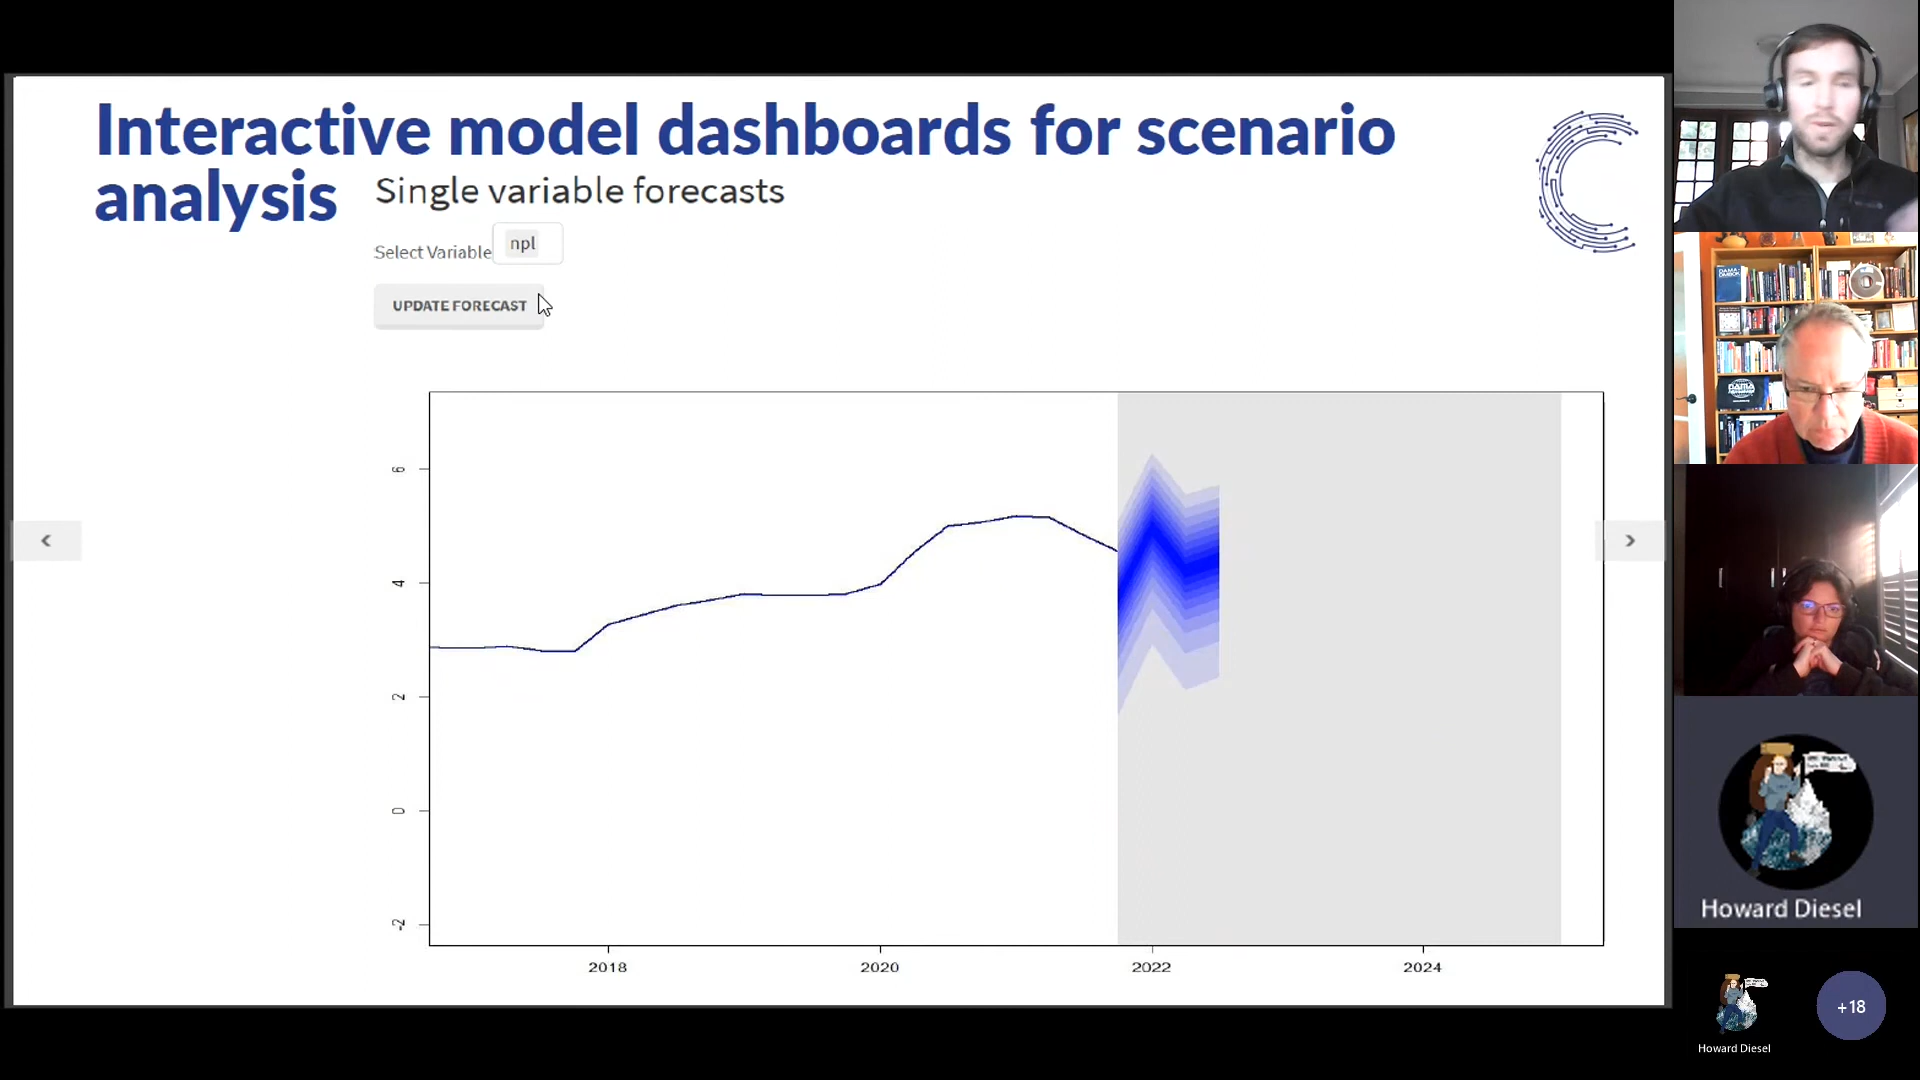 Interactive model dashboards for scenario
analysis
Single variable forecasts
Select Variable npl
UPDATE FORECAST
6
4
2
0
-2
2018 2020 2022 2024
Howard Diesel
Howard Diesel
+18